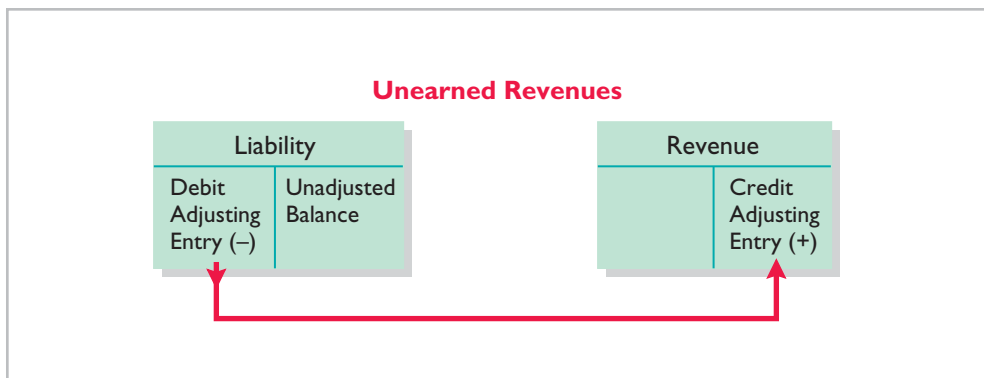 Unearned Revenues
Liability
Debit
Adjusting
Entry (–)
Unadjusted
Balance
Revenue
Credit
Adjusting
Entry (+)